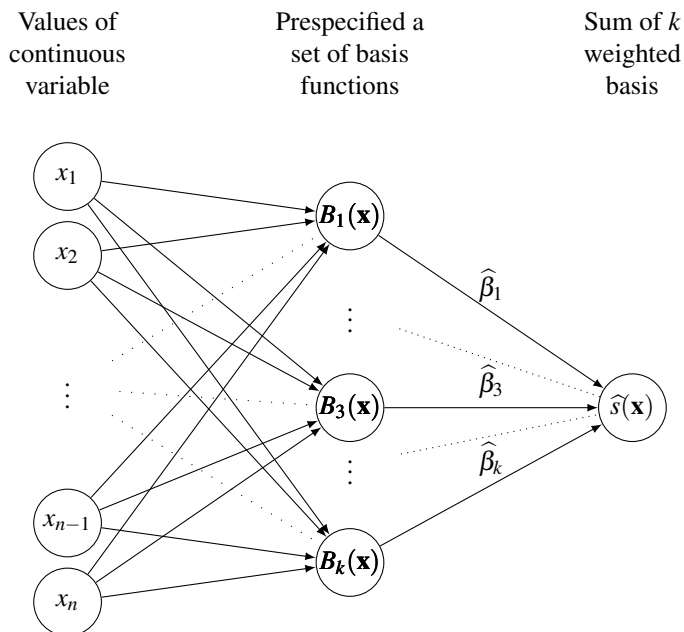 Values of
continuous
variable
Prespecified a
set of basis
functions
Sum of k
weighted
basis
x₁
x₂
⋮
xₙ₋₁
xₙ
B₁(x)
⋮
B₃(x)
⋮
Bₖ(x)
β̂₁
β̂₃
β̂ₖ
ŝ(x)